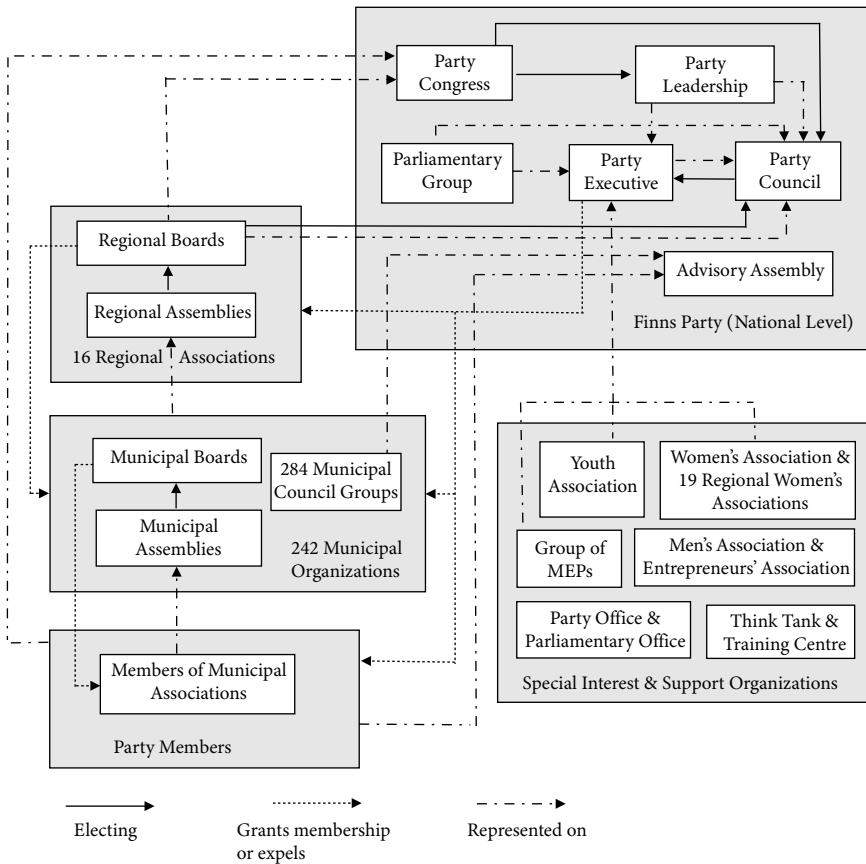 Party
Congress
Party
Leadership
Parliamentary
Group
Party
Executive
Party
Council
Advisory Assembly
Finns Party (National Level)
Regional Boards
Regional Assemblies
16 Regional Associations
Municipal Boards
284 Municipal
Council Groups
Municipal
Assemblies
242 Municipal
Organizations
Members of Municipal
Associations
Party Members
Youth
Association
Women’s Association &
19 Regional Women’s
Associations
Group of
MEPs
Men’s Association &
Entrepreneurs’ Association
Party Office &
Parliamentary Office
Think Tank &
Training Centre
Special Interest & Support Organizations
Electing
Grants membership
or expels
Represented on